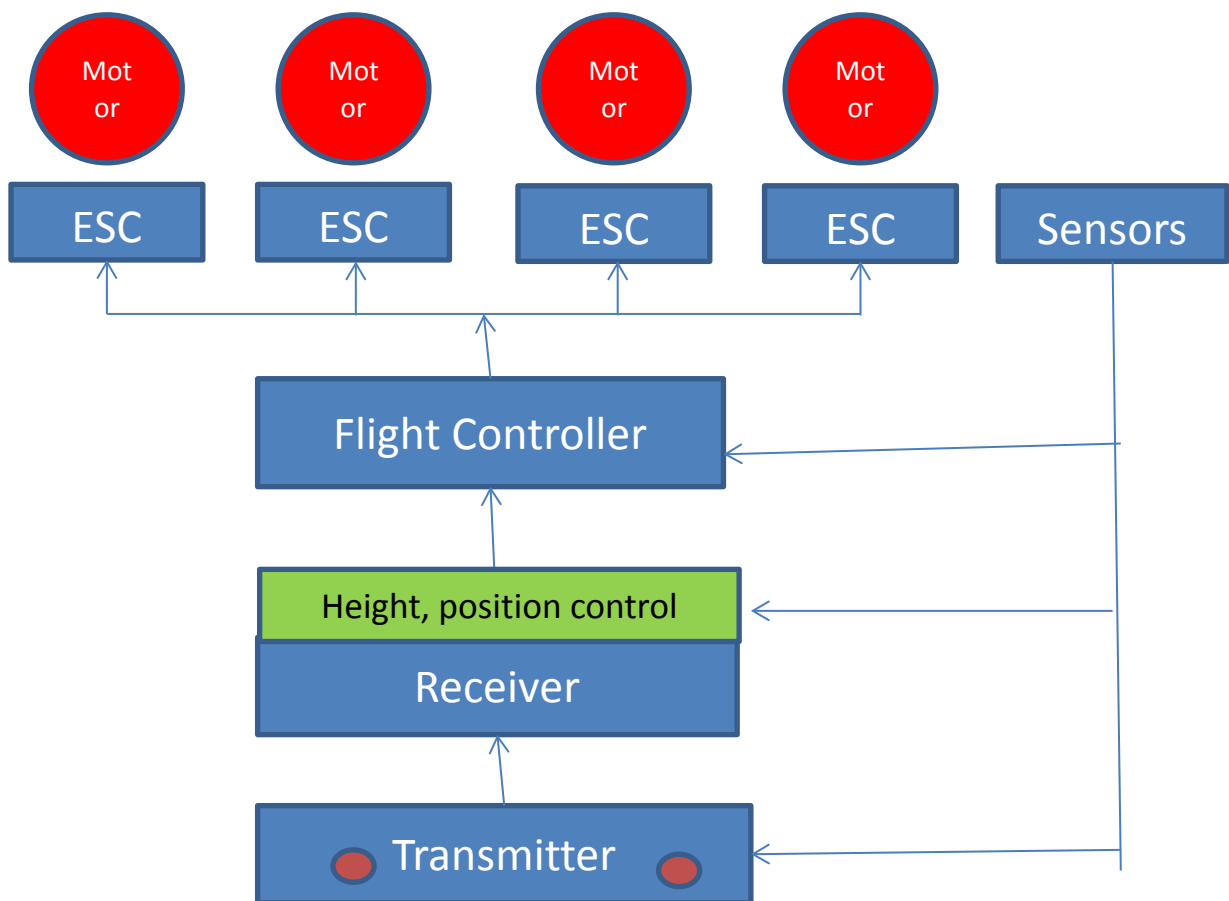 Mot
or
Mot
or
Mot
or
Mot
or
ESC
ESC
ESC
ESC
Sensors
Flight Controller
Height, position control
Receiver
Transmitter